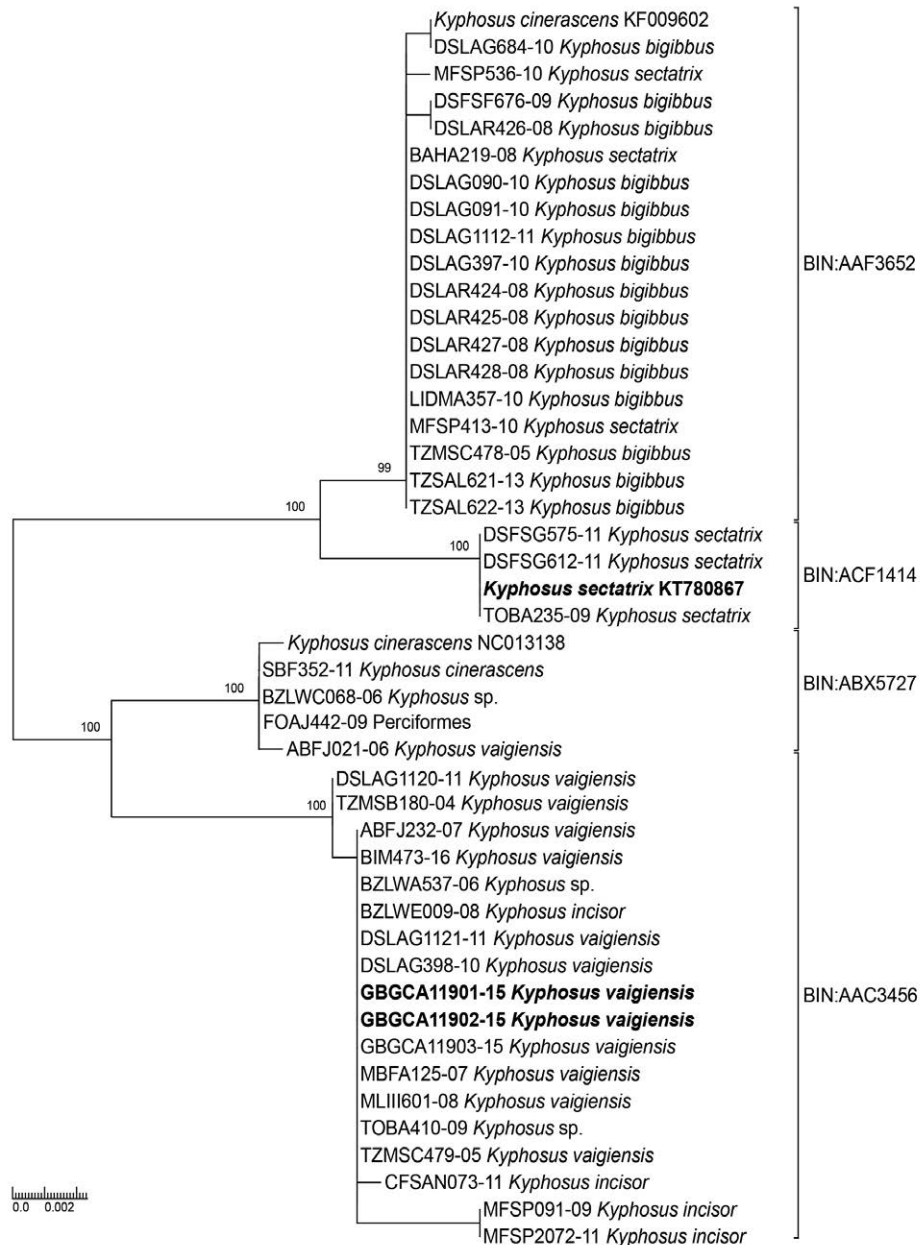 Kyphosus cinerascens KF009602
DSLAG684-10 Kyphosus bigibbus
MFSP536-10 Kyphosus sectatrix
DSFSF676-09 Kyphosus bigibbus
DSLAR426-08 Kyphosus bigibbus
BAHA219-08 Kyphosus sectatrix
DSLAG090-10 Kyphosus bigibbus
DSLAG091-10 Kyphosus bigibbus
DSLAG1112-11 Kyphosus bigibbus
DSLAG397-10 Kyphosus bigibbus
BIN:AAF3652
DSLAR424-08 Kyphosus bigibbus
DSLAR425-08 Kyphosus bigibbus
DSLAR427-08 Kyphosus bigibbus
DSLAR428-08 Kyphosus bigibbus
LIDMA357-10 Kyphosus bigibbus
MFSP413-10 Kyphosus sectatrix
TZMSC478-05 Kyphosus bigibbus
99
TZSAL621-13 Kyphosus bigibbus
TZSAL622-13 Kyphosus bigibbus
100
DSFSG575-11 Kyphosus sectatrix
100
DSFSG612-11 Kyphosus sectatrix
BIN:ACF1414
Kyphosus sectatrix KT780867
TOBA235-09 Kyphosus sectatrix
Kyphosus cinerascens NC013138
SBF352-11 Kyphosus cinerascens
BIN:ABX5727
100
BZLWC068-06 Kyphosus sp.
FOAJ442-09 Perciformes
100
ABFJ021-06 Kyphosus vaigiensis
DSLAG1120-11 Kyphosus vaigiensis
100
TZMSB180-04 Kyphosus vaigiensis
ABFJ232-07 Kyphosus vaigiensis
BIM473-16 Kyphosus vaigiensis
BZLWA537-06 Kyphosus sp.
BZLWE009-08 Kyphosus incisor
DSLAG1121-11 Kyphosus vaigiensis
DSLAG398-10 Kyphosus vaigiensis
GBGCA11901-15 Kyphosus vaigiensis
BIN:AAC3456
GBGCA11902-15 Kyphosus vaigiensis
GBGCA11903-15 Kyphosus vaigiensis
MBFA125-07 Kyphosus vaigiensis
MLIII601-08 Kyphosus vaigiensis
TOBA410-09 Kyphosus sp.
TZMSC479-05 Kyphosus vaigiensis
CFSAN073-11 Kyphosus incisor
MFSP091-09 Kyphosus incisor
MFSP2072-11 Kyphosus incisor
0.0 0.002